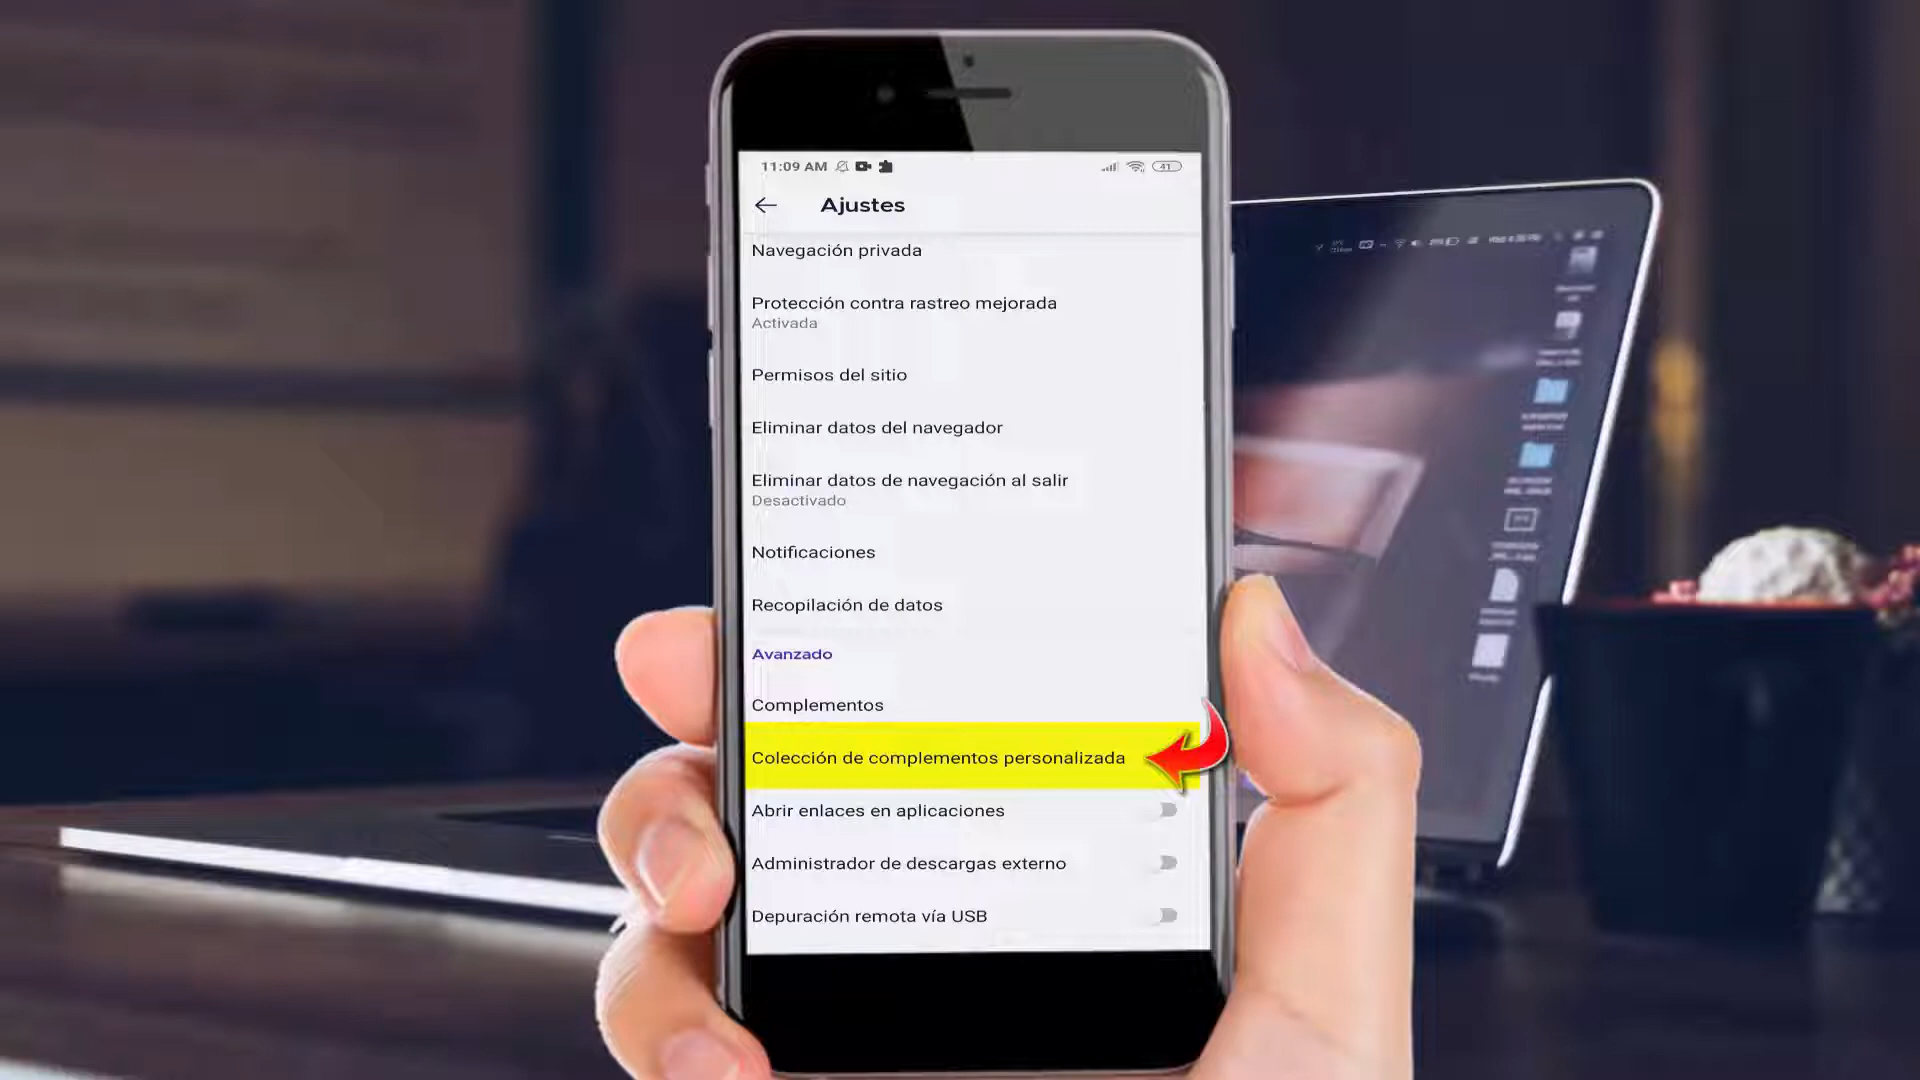 11:09 AM 41
Ajustes
Navegación privada
Protección contra rastreo mejorada
Activada
Permisos del sitio
Eliminar datos del navegador
Eliminar datos de navegación al salir
Desactivado
Notificaciones
Recopilación de datos
Avanzado
Complementos
Colección de complementos personalizada
Abrir enlaces en aplicaciones
Administrador de descargas externo
Depuración remota vía USB